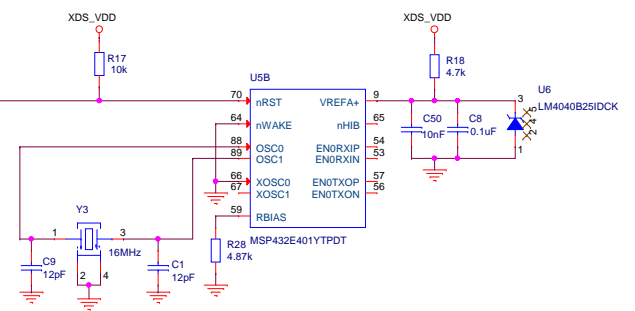 XDS_VDD
XDS_VDD
R17
10k
R18
4.7k
U5B
U6
LM4040B25IDCK
70 nRST VREFA+ 9
3
5
4
2
1
C50
10nF
C8
0.1uF
64 nWAKE nHIB 65
88 OSC0 EN0RXIP 54
89 OSC1 EN0RXIN 53
66 XOSC0 EN0TXOP 57
67 XOSC1 EN0TXON 56
59 RBIAS
MSP432E401YTPDT
Y3
1 3
16MHz
2 4
C9
12pF
C1
12pF
R28
4.87k